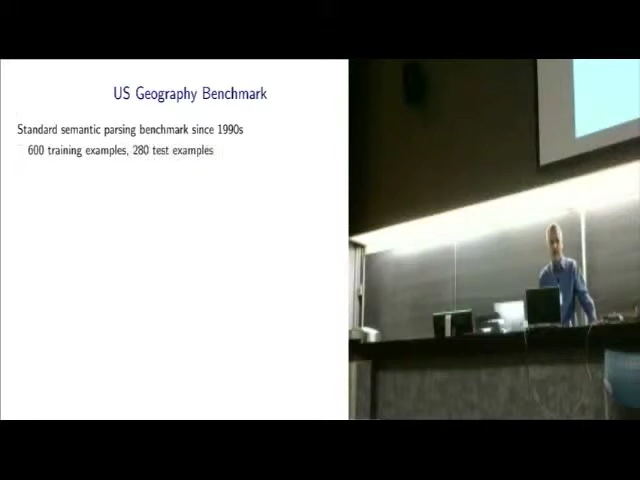 US Geography Benchmark
Standard semantic parsing benchmark since 1990s
600 training examples, 280 test examples